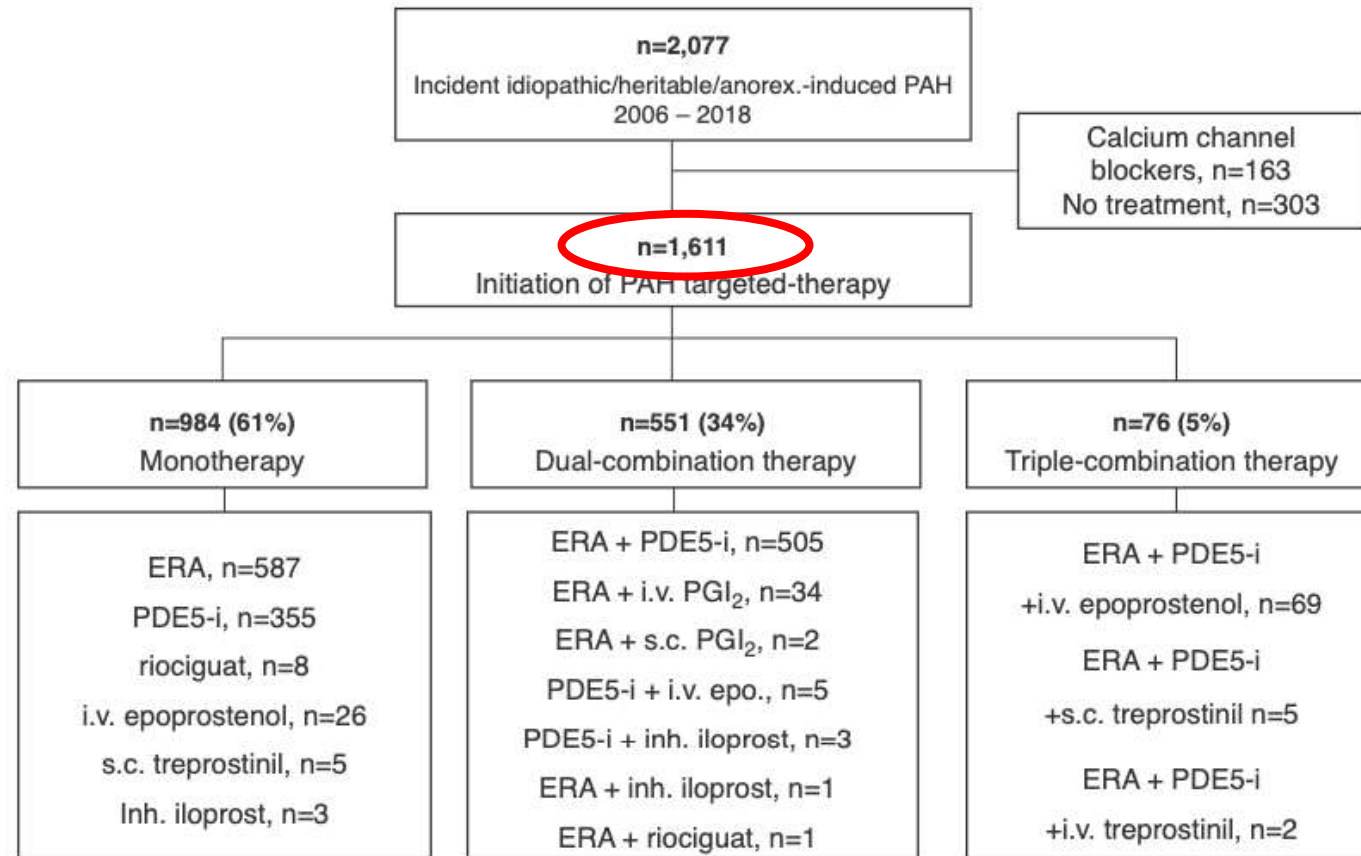 n=2,077
Incident idiopathic/heritable/anorex.-induced PAH
2006 – 2018
Calcium channel
blockers, n=163
No treatment, n=303
n=1,611
Initiation of PAH targeted-therapy
n=984 (61%)
Monotherapy
n=551 (34%)
Dual-combination therapy
n=76 (5%)
Triple-combination therapy
ERA, n=587
PDE5-i, n=355
riociguat, n=8
i.v. epoprostenol, n=26
s.c. treprostinil, n=5
Inh. iloprost, n=3
ERA + PDE5-i, n=505
ERA + i.v. PGI₂, n=34
ERA + s.c. PGI₂, n=2
PDE5-i + i.v. epo., n=5
PDE5-i + inh. iloprost, n=3
ERA + inh. iloprost, n=1
ERA + riociguat, n=1
ERA + PDE5-i
+i.v. epoprostenol, n=69
ERA + PDE5-i
+s.c. treprostinil n=5
ERA + PDE5-i
+i.v. treprostinil, n=2